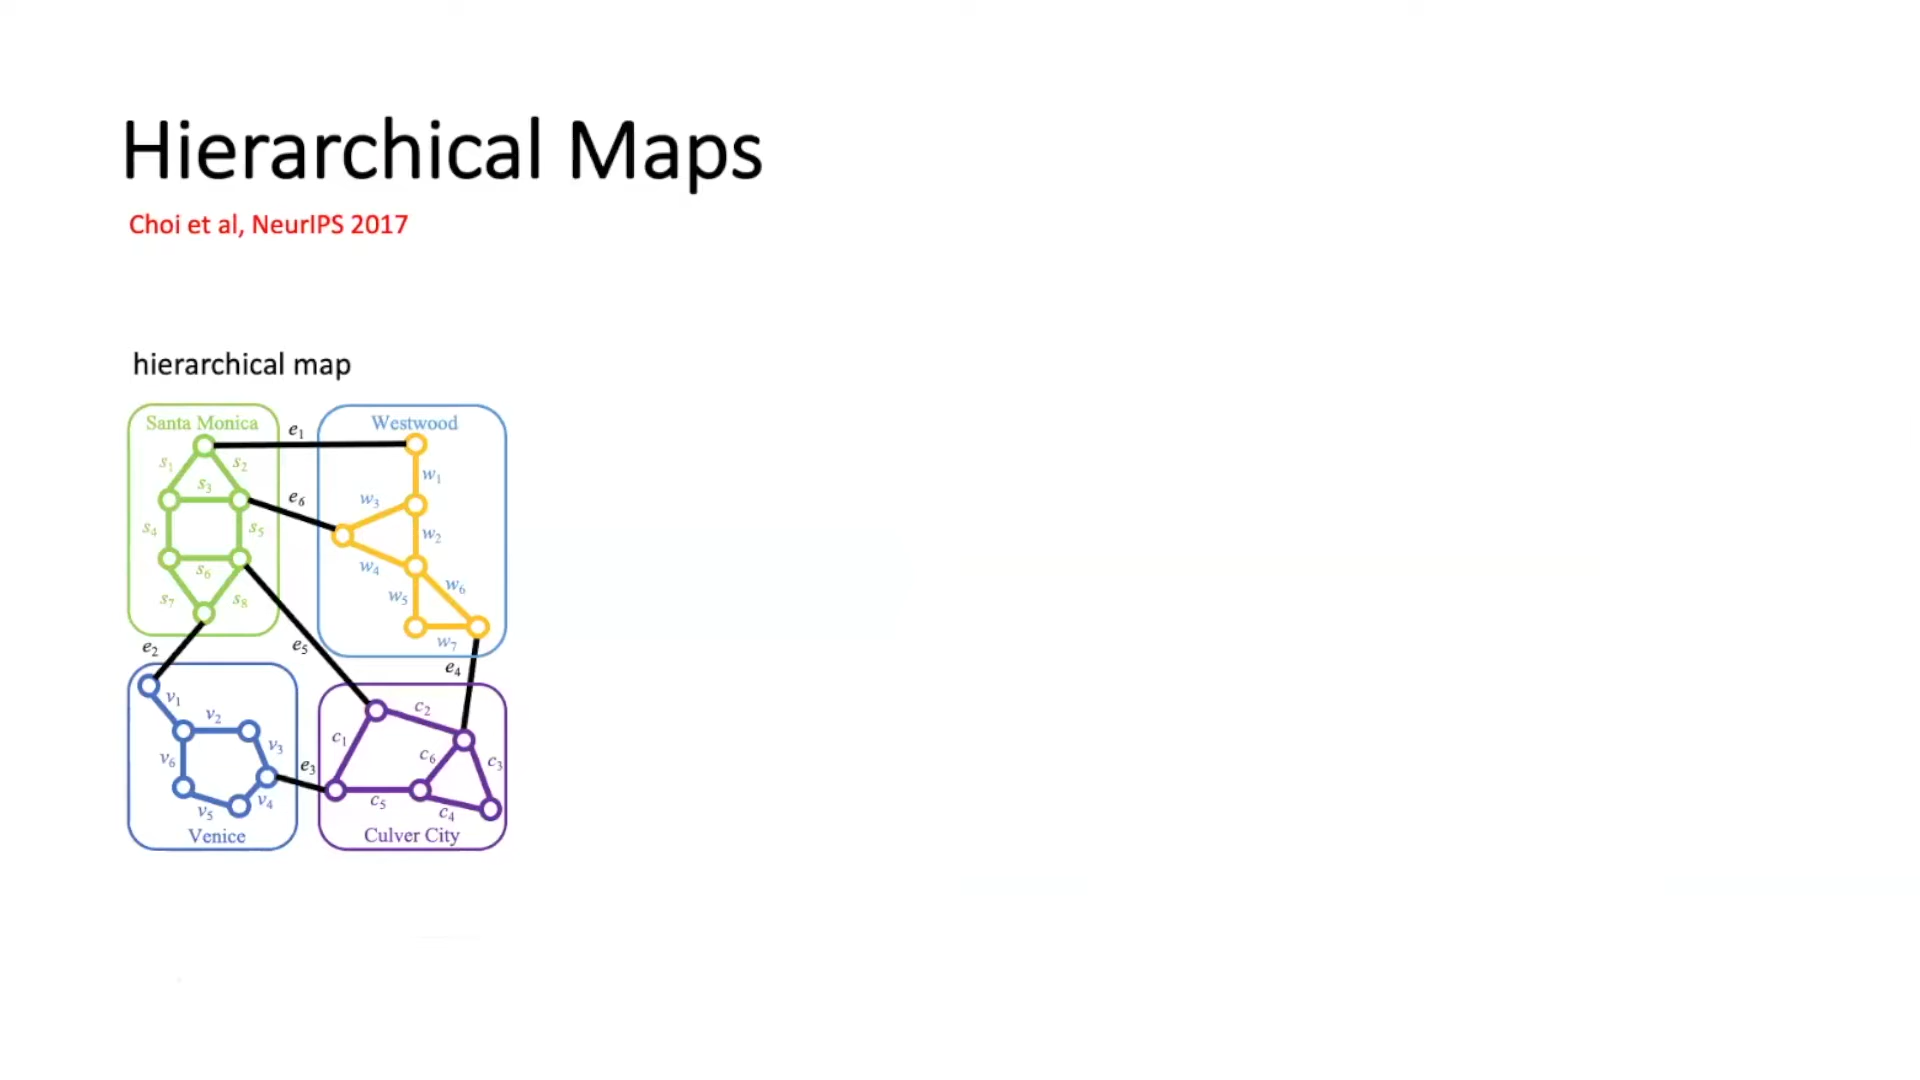 Hierarchical Maps
Choi et al, NeurIPS 2017
hierarchical map
Santa Monica
e1
Westwood
s1
s2
w1
s3
e6
w3
s4
s5
w2
s6
w4
w6
s7
s8
w5
w7
e2
e5
e4
v1
c2
v2
c1
v3
v6
e3
c6
c3
v4
c5
v5
c4
Venice
Culver City